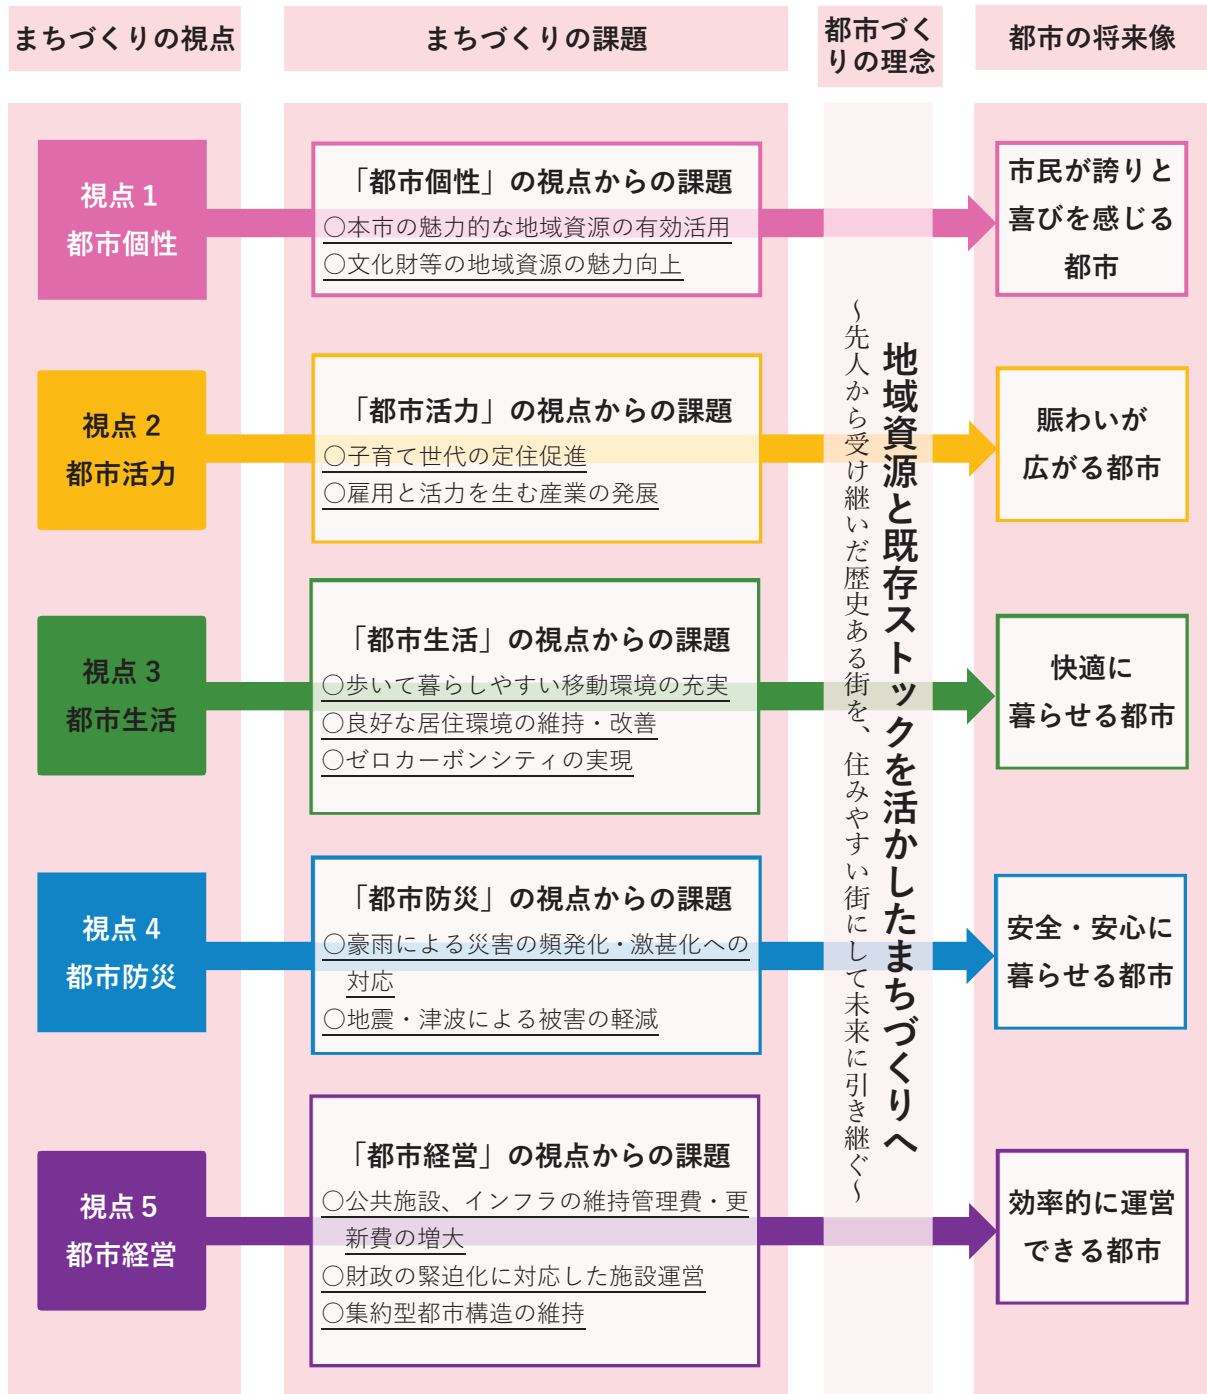 まちづくりの視点
まちづくりの課題
都市づく
りの理念
都市の将来像
視点1
都市個性
「都市個性」の視点からの課題
○本市の魅力的な地域資源の有効活用
○文化財等の地域資源の魅力向上
市民が誇りと
喜びを感じる
都市
視点2
都市活力
「都市活力」の視点からの課題
○子育て世代の定住促進
○雇用と活力を生む産業の発展
賑わいが
広がる都市
視点3
都市生活
「都市生活」の視点からの課題
○歩いて暮らしやすい移動環境の充実
○良好な居住環境の維持・改善
○ゼロカーボンシティの実現
快適に
暮らせる都市
視点4
都市防災
「都市防災」の視点からの課題
○豪雨による災害の頻発化・激甚化への
対応
○地震・津波による被害の軽減
安全・安心に
暮らせる都市
視点5
都市経営
「都市経営」の視点からの課題
○公共施設、インフラの維持管理費・更
新費の増大
○財政の緊迫化に対応した施設運営
○集約型都市構造の維持
効率的に運営
できる都市
地域資源と既存ストックを活かしたまちづくりへ
～先人から受け継いだ歴史ある街を、住みやすい街にして未来に引き継ぐ～